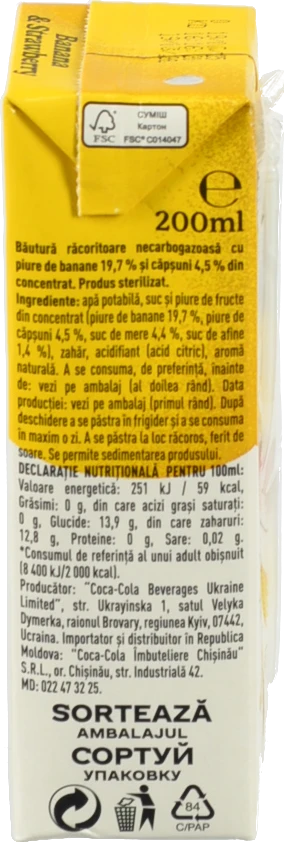 Banana
& Strawberry
СУМІШ
Картон
FSC® C014047
FSC
e
200ml
Băutură răcoritoare necarbogazoasă cu
piure de banane 19,7 % și căpșuni 4,5 % din
concentrat. Produs sterilizat.
Ingrediente: apă potabilă, suc și piure de fructe
din concentrat (piure de banane 19,7 %, piure de
căpșuni 4,5 %, suc de mere 4,4 %, suc de afine
1,4 %), zahăr, acidifiant (acid citric), aromă
naturală. A se consuma, de preferință, înainte
de: vezi pe ambalaj (al doilea rând). Data
producției: vezi pe ambalaj (primul rând). După
deschidere a se păstra în frigider și a se consuma
în maxim o zi. A se păstra la loc răcoros, ferit de
soare. Se permite sedimentarea produsului.
DECLARAȚIE NUTRIȚIONALĂ PENTRU 100ml:
Valoare energetică: 251 kJ / 59 kcal,
Grăsimi: 0 g, din care acizi grași saturați:
0 g, Glucide: 13,9 g, din care zaharuri:
12,8 g, Proteine: 0 g, Sare: 0,02 g.
*Consumul de referință al unui adult obișnuit
(8 400 kJ/2 000 kcal).
Producător: "Coca-Cola Beverages Ukraine
Limited", str. Ukrayinska 1, satul Velyka
Dymerka, raionul Brovary, regiunea Kyiv, 07442,
Ucraina. Importator și distribuitor în Republica
Moldova: "Coca-Cola Îmbuteliere Chișinău"
S.R.L., or. Chișinău, str. Industrială 42.
MD: 022 47 32 25.
SORTEAZĂ
AMBALAJUL
СОРТУЙ
УПАКОВКУ
84
C/PAP